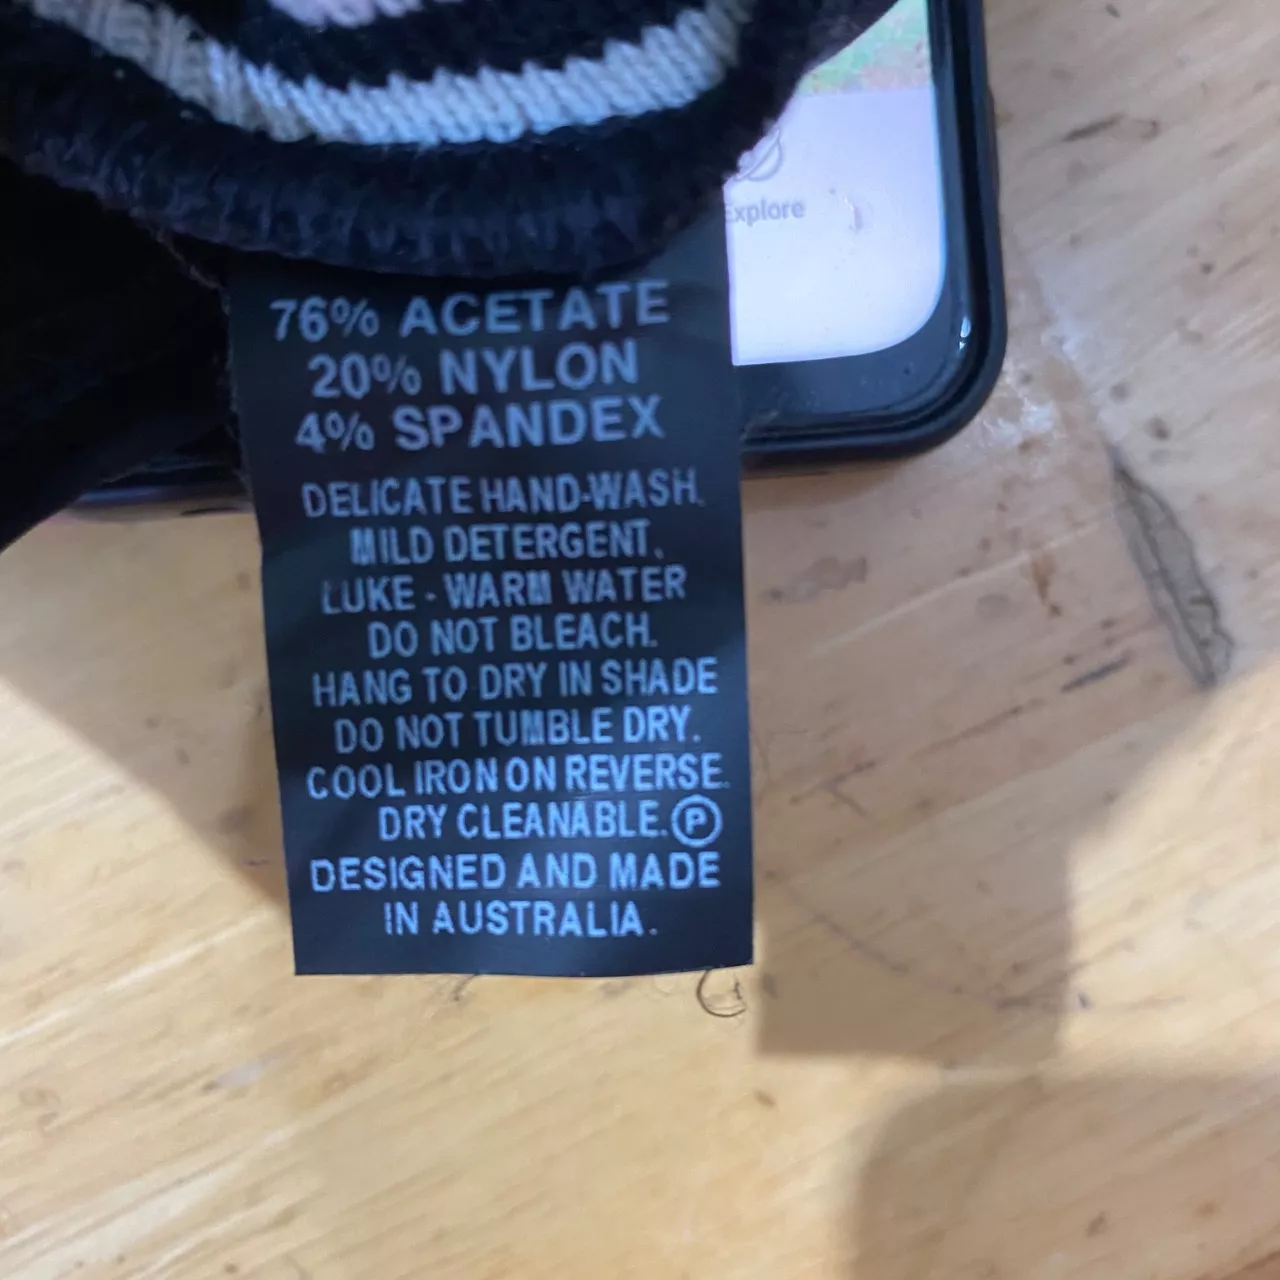 Explore
76% ACETATE
20% NYLON
4% SPANDEX
DELICATE HAND-WASH.
MILD DETERGENT.
LUKE - WARM WATER
DO NOT BLEACH.
HANG TO DRY IN SHADE
DO NOT TUMBLE DRY.
COOL IRON ON REVERSE.
DRY CLEANABLE. Ⓟ
DESIGNED AND MADE
IN AUSTRALIA.